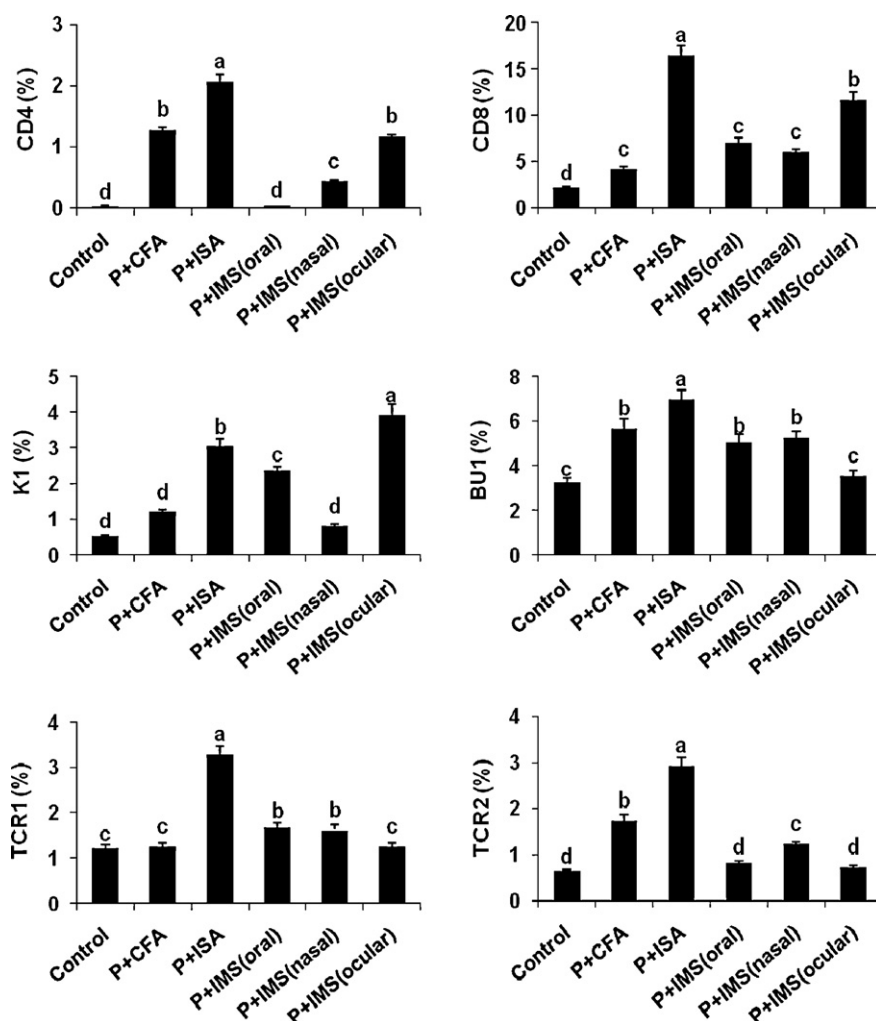 3
2
1
0
CD4 (%)
d
b
a
d
c
b
Control
P+CFA
P+ISA
P+IMS(oral)
P+IMS(nasal)
P+IMS(ocular)
20
15
10
5
0
CD8 (%)
d
c
a
c
c
b
Control
P+CFA
P+ISA
P+IMS(oral)
P+IMS(nasal)
P+IMS(ocular)
5
4
3
2
1
0
K1 (%)
d
d
b
c
d
a
Control
P+CFA
P+ISA
P+IMS(oral)
P+IMS(nasal)
P+IMS(ocular)
8
6
4
2
0
BU1 (%)
c
b
a
b
b
c
Control
P+CFA
P+ISA
P+IMS(oral)
P+IMS(nasal)
P+IMS(ocular)
4
3
2
1
0
TCR1 (%)
c
c
a
b
b
c
Control
P+CFA
P+ISA
P+IMS(oral)
P+IMS(nasal)
P+IMS(ocular)
4
3
2
1
0
TCR2 (%)
d
b
a
d
c
d
Control
P+CFA
P+ISA
P+IMS(oral)
P+IMS(nasal)
P+IMS(ocular)